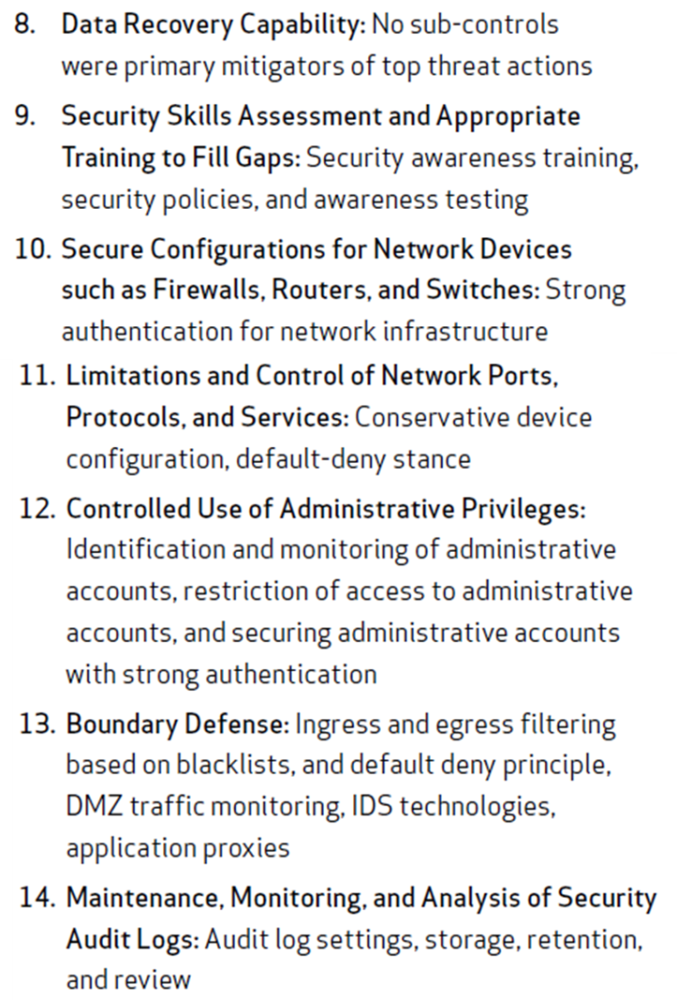 8. Data Recovery Capability: No sub-controls
were primary mitigators of top threat actions
9. Security Skills Assessment and Appropriate
Training to Fill Gaps: Security awareness training,
security policies, and awareness testing
10. Secure Configurations for Network Devices
such as Firewalls, Routers, and Switches: Strong
authentication for network infrastructure
11. Limitations and Control of Network Ports,
Protocols, and Services: Conservative device
configuration, default-deny stance
12. Controlled Use of Administrative Privileges:
Identification and monitoring of administrative
accounts, restriction of access to administrative
accounts, and securing administrative accounts
with strong authentication
13. Boundary Defense: Ingress and egress filtering
based on blacklists, and default deny principle,
DMZ traffic monitoring, IDS technologies,
application proxies
14. Maintenance, Monitoring, and Analysis of Security
Audit Logs: Audit log settings, storage, retention,
and review